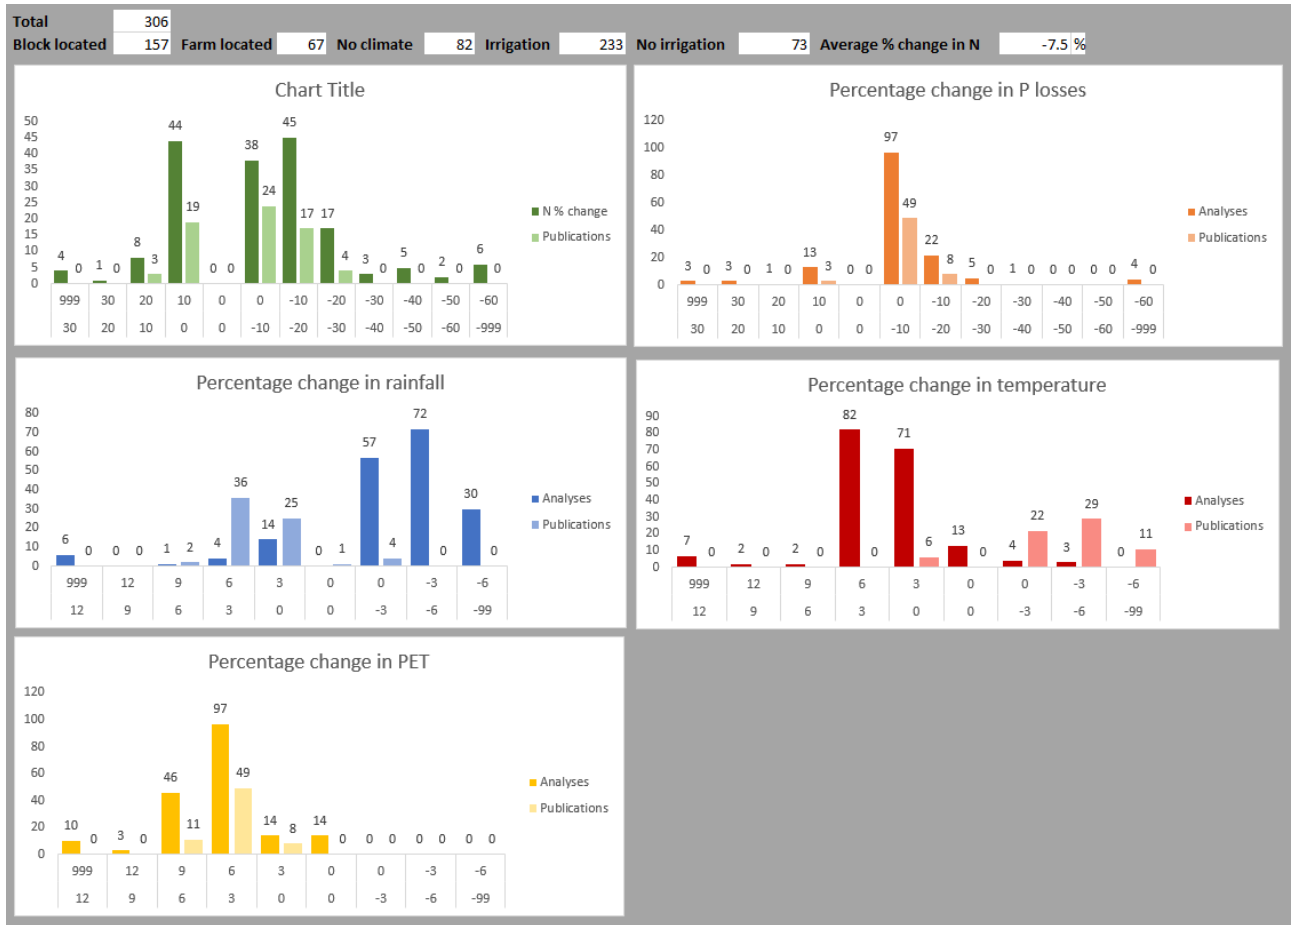 Total 306
Block located 157 Farm located 67 No climate 82 Irrigation 233 No irrigation 73 Average % change in N -7.5 %
Chart Title
50
45
40
35
30
25
20
15
10
5
0
4 0 1 0 8 3 44 19 0 0 38 24 45 17 17 4 3 0 5 0 2 0 6 0
999 30 20 10 0 0 -10 -20 -30 -40 -50 -60
30 20 10 0 0 -10 -20 -30 -40 -50 -60 -999
N % change
Publications
Percentage change in P losses
120
100
80
60
40
20
0
3 0 3 0 1 0 13 3 0 0 97 49 22 8 5 0 1 0 0 0 0 0 4 0
999 30 20 10 0 0 -10 -20 -30 -40 -50 -60
30 20 10 0 0 -10 -20 -30 -40 -50 -60 -999
Analyses
Publications
Percentage change in rainfall
80
70
60
50
40
30
20
10
0
6 0 0 0 1 2 4 36 14 25 0 1 57 4 72 0 30 0
999 12 9 6 3 0 0 -3 -6
12 9 6 3 0 0 -3 -6 -99
Analyses
Publications
Percentage change in temperature
90
80
70
60
50
40
30
20
10
0
7 0 2 0 2 0 82 0 71 6 13 0 4 22 3 29 0 11
999 12 9 6 3 0 0 -3 -6
12 9 6 3 0 0 -3 -6 -99
Analyses
Publications
Percentage change in PET
120
100
80
60
40
20
0
10 0 3 0 46 11 97 49 14 8 14 0 0 0 0 0 0 0
999 12 9 6 3 0 0 -3 -6
12 9 6 3 0 0 -3 -6 -99
Analyses
Publications